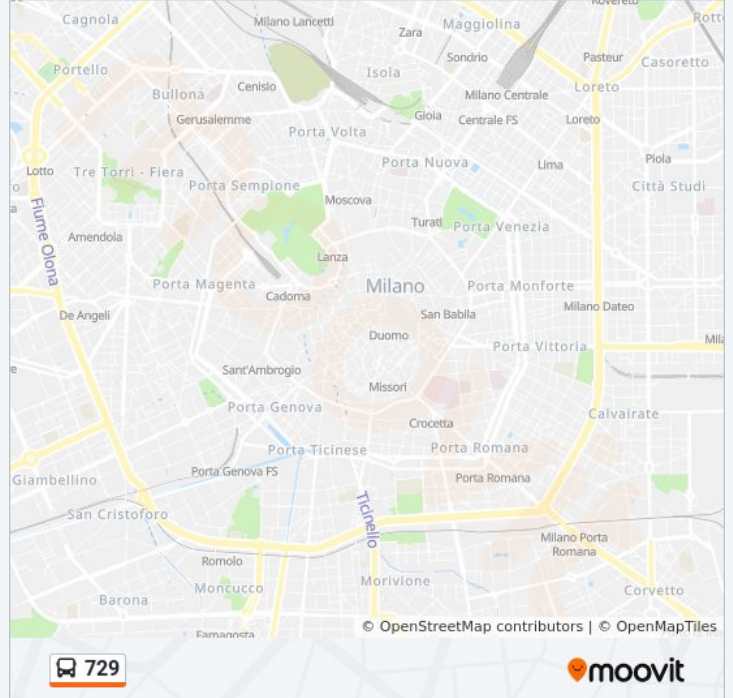 Rovereto
Cagnola
Milano Lancetti
Maggiolina
Rotto
Zara
Sondrio
Pasteur
Casoretto
Portello
Isola
Cenisio
Loreto
Bullona
Milano Centrale
Gerusalemme
Gioia
Centrale FS
Loreto
Porta Volta
Lotto
Tre Torri - Fiera
Porta Nuova
Lima
Piola
Porta Sempione
Città Studi
Moscova
Fiume Olona
Turati
Porta Venezia
Amendola
Lanza
Porta Magenta
Milano
Porta Monforte
Cadorna
De Angeli
San Babila
Milano Dateo
Duomo
Mila
Porta Vittoria
Sant'Ambrogio
Missori
Porta Genova
Calvairate
Crocetta
Porta Ticinese
Porta Romana
Giambellino
Porta Genova FS
Porta Romana
San Cristoforo
Ticinello
Milano Porta
Romana
Romolo
Morivione
Moncucco
Corvetto
Barona
Famagosta
© OpenStreetMap contributors | © OpenMapTiles
729
moovit